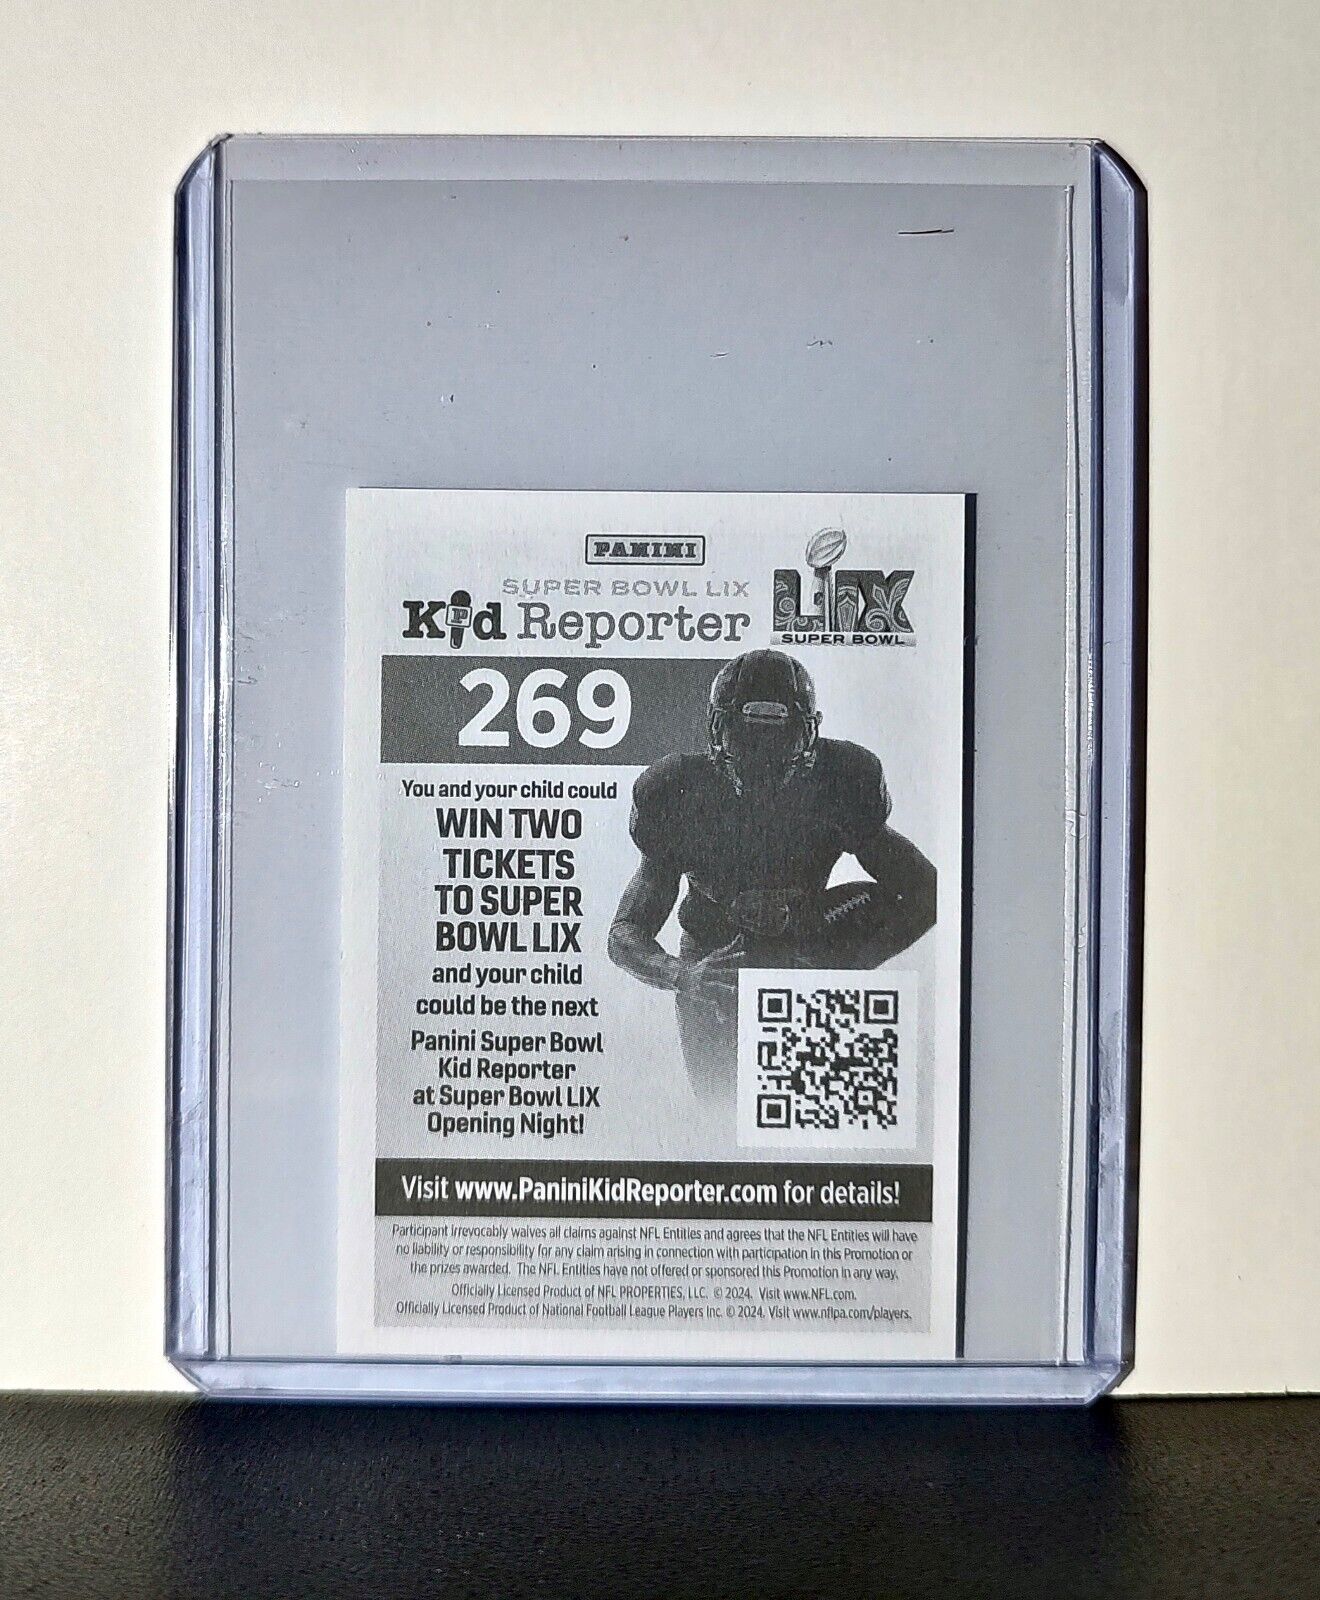 PANINI
SUPER BOWL LIX
Kid Reporter
LIX
SUPER BOWL
269
You and your child could
WIN TWO
TICKETS
TO SUPER
BOWL LIX
and your child
could be the next
Panini Super Bowl
Kid Reporter
at Super Bowl LIX
Opening Night!
Visit www.PaniniKidReporter.com for details!
Participant irrevocably waives all claims against NFL Entities and agrees that the NFL Entities will have
no liability or responsibility for any claim arising in connection with participation in this Promotion or
the prizes awarded. The NFL Entities have not offered or sponsored this Promotion in any way.
Officially Licensed Product of NFL PROPERTIES, LLC. © 2024. Visit www.NFL.com.
Officially Licensed Product of National Football League Players Inc. © 2024. Visit www.nflpa.com/players.